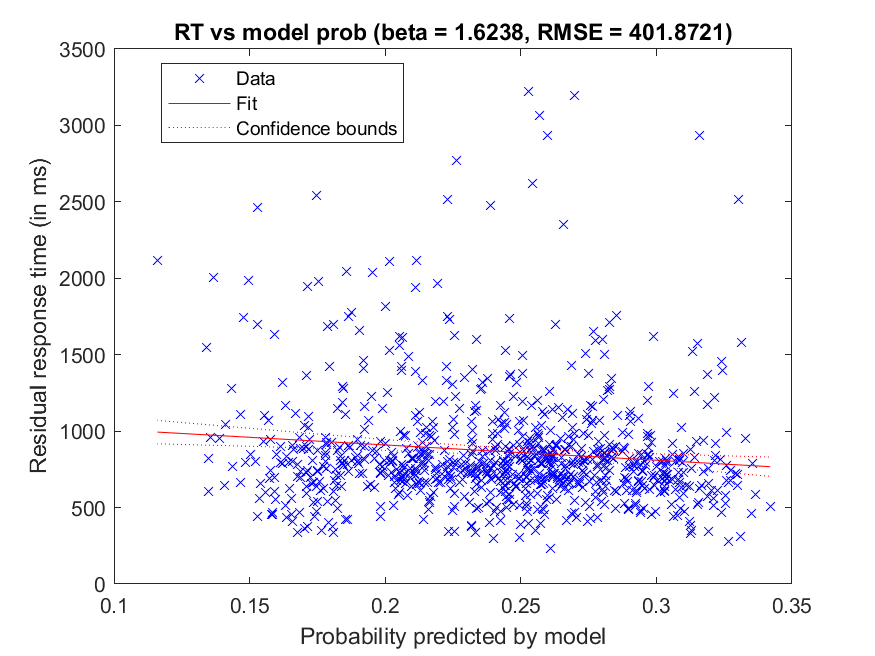 RT vs model prob (beta = 1.6238, RMSE = 401.8721)
3500
3000
2500
2000
1500
1000
500
0
Residual response time (in ms)
Data
Fit
Confidence bounds
0.1
0.15
0.2
0.25
0.3
0.35
Probability predicted by model